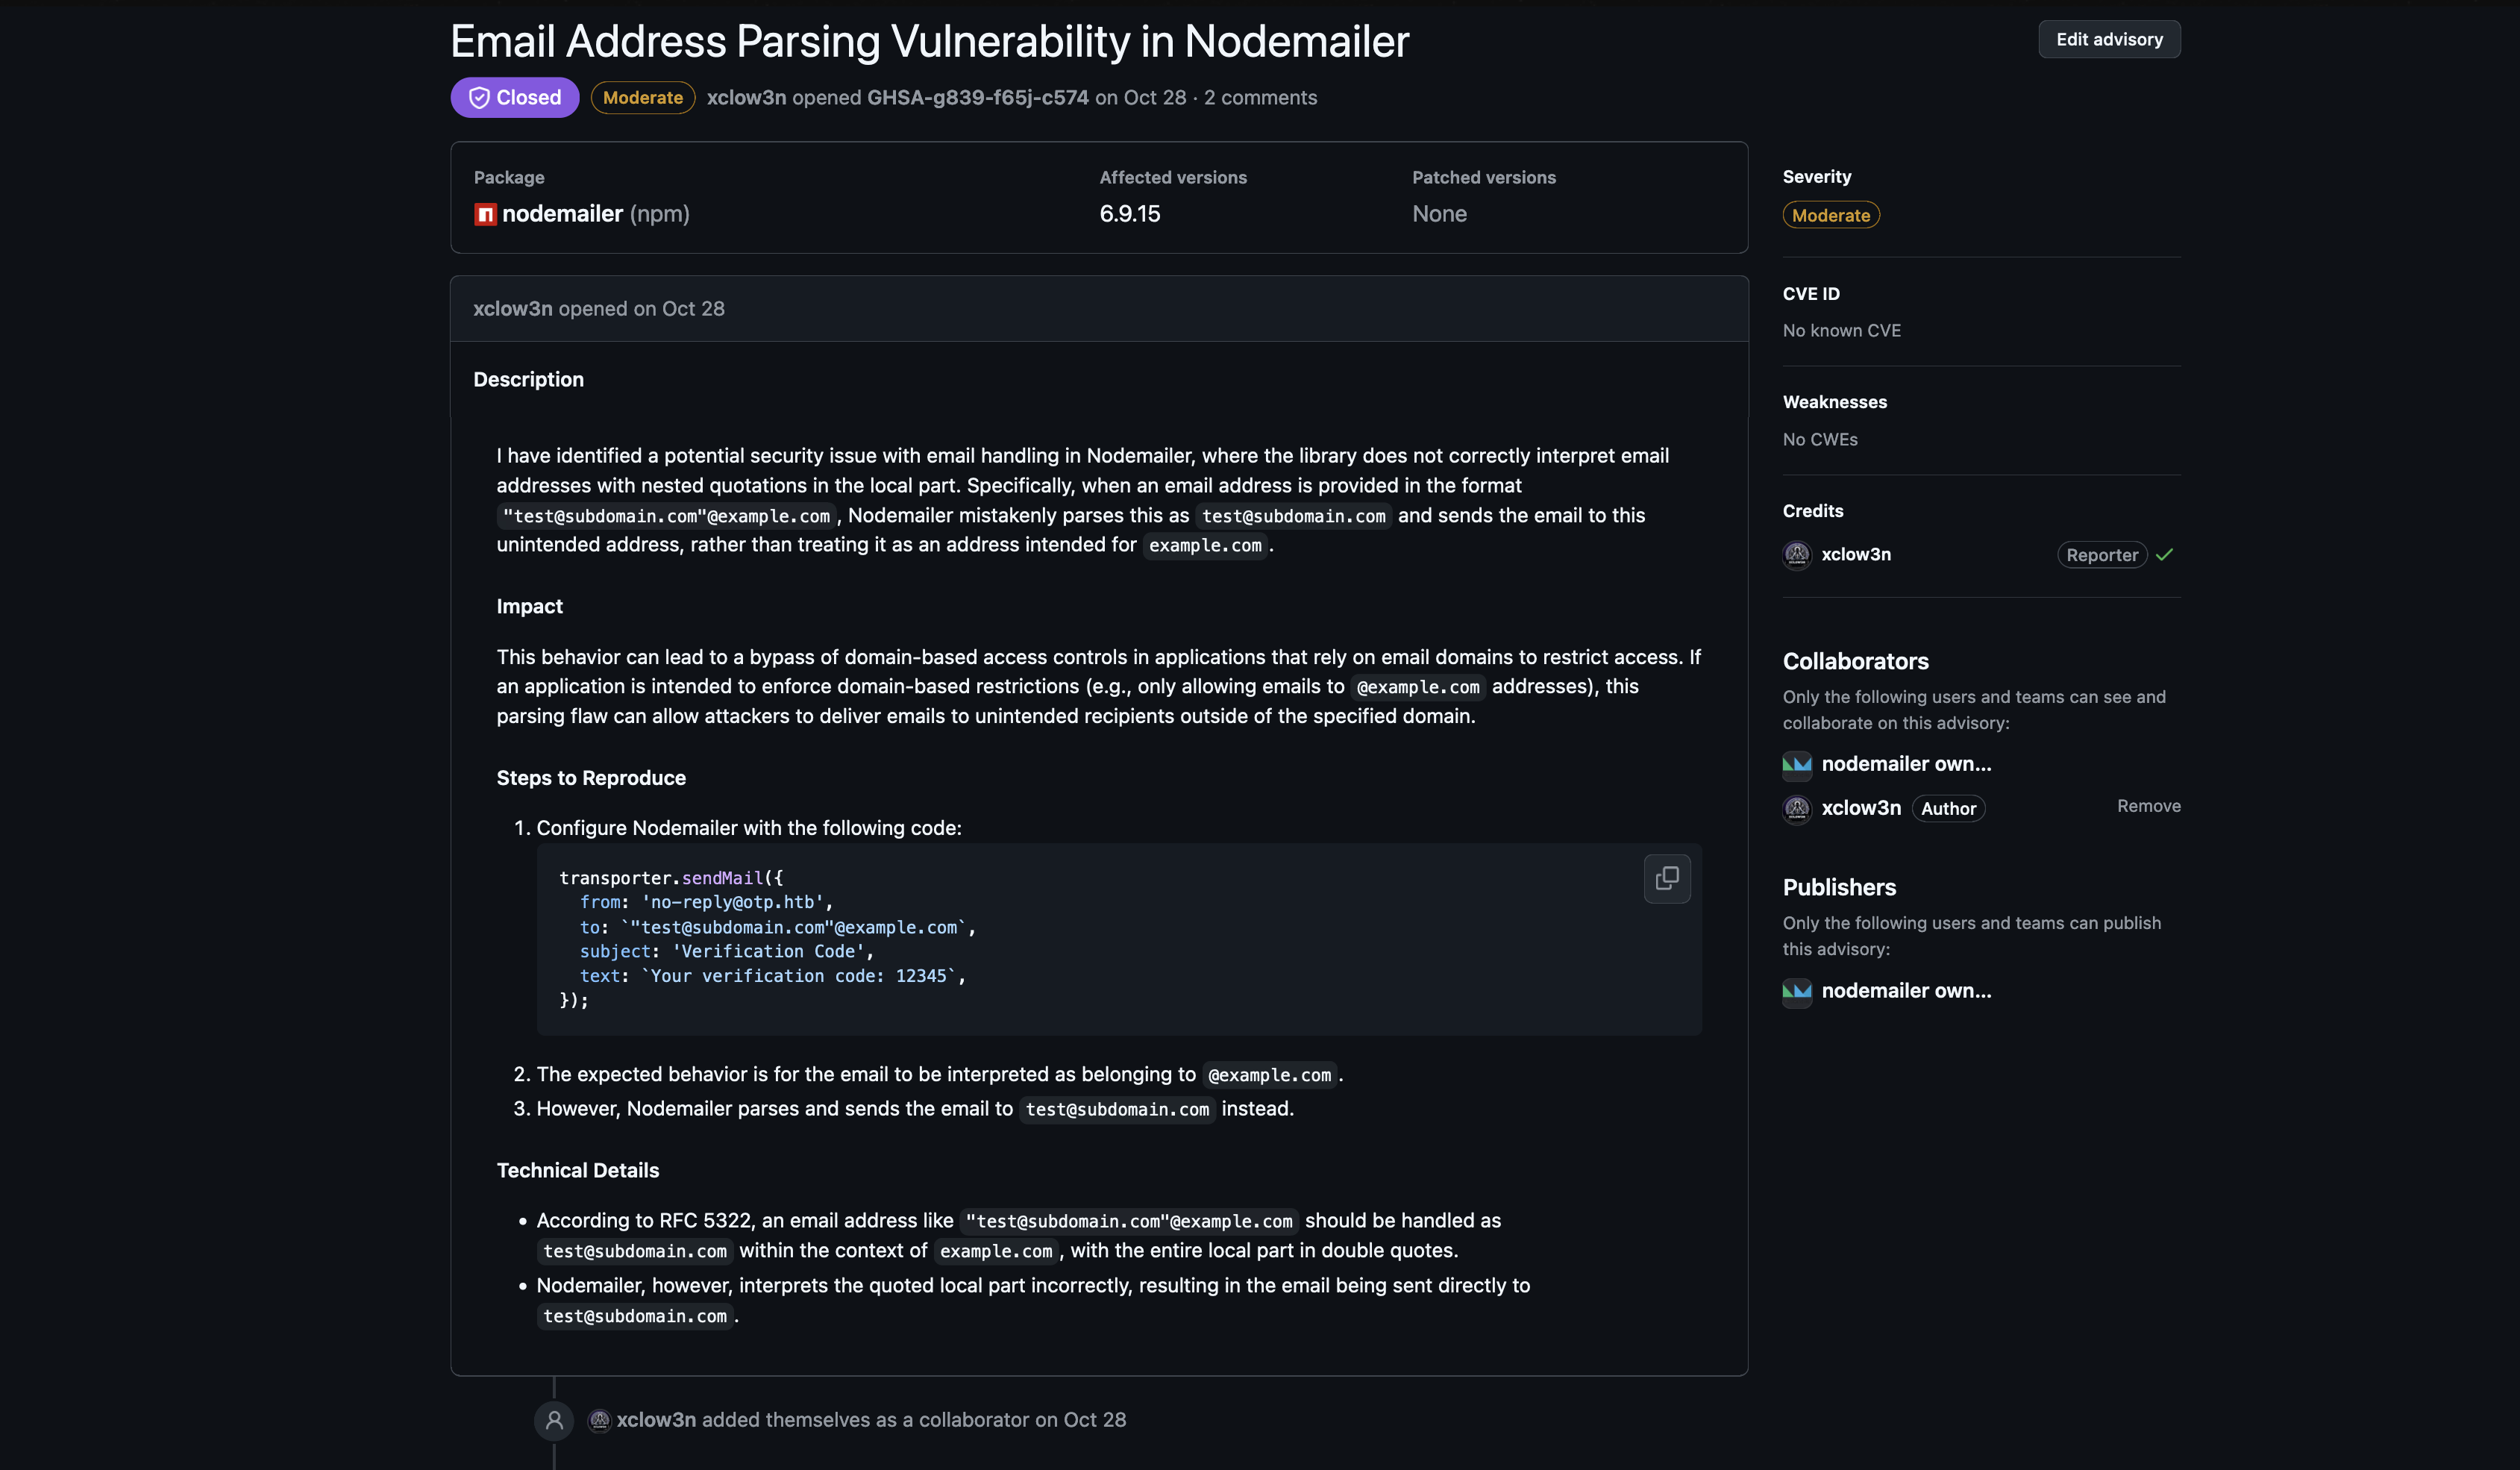 Email Address Parsing Vulnerability in Nodemailer
Edit advisory
Closed Moderate xclow3n opened GHSA-g839-f65j-c574 on Oct 28 · 2 comments
Package
nodemailer (npm)
Affected versions
6.9.15
Patched versions
None
xclow3n opened on Oct 28
Description
I have identified a potential security issue with email handling in Nodemailer, where the library does not correctly interpret email
addresses with nested quotations in the local part. Specifically, when an email address is provided in the format
"test@subdomain.com"@example.com , Nodemailer mistakenly parses this as test@subdomain.com and sends the email to this
unintended address, rather than treating it as an address intended for example.com .
Impact
This behavior can lead to a bypass of domain-based access controls in applications that rely on email domains to restrict access. If
an application is intended to enforce domain-based restrictions (e.g., only allowing emails to @example.com addresses), this
parsing flaw can allow attackers to deliver emails to unintended recipients outside of the specified domain.
Steps to Reproduce
1. Configure Nodemailer with the following code:
transporter.sendMail({
  from: 'no-reply@otp.htb',
  to: `"test@subdomain.com"@example.com`,
  subject: 'Verification Code',
  text: `Your verification code: 12345`,
});
2. The expected behavior is for the email to be interpreted as belonging to @example.com .
3. However, Nodemailer parses and sends the email to test@subdomain.com instead.
Technical Details
• According to RFC 5322, an email address like "test@subdomain.com"@example.com should be handled as
test@subdomain.com within the context of example.com , with the entire local part in double quotes.
• Nodemailer, however, interprets the quoted local part incorrectly, resulting in the email being sent directly to
test@subdomain.com .
xclow3n added themselves as a collaborator on Oct 28
Severity
Moderate
CVE ID
No known CVE
Weaknesses
No CWEs
Credits
xclow3n Reporter
Collaborators
Only the following users and teams can see and
collaborate on this advisory:
nodemailer own...
xclow3n Author Remove
Publishers
Only the following users and teams can publish
this advisory:
nodemailer own...